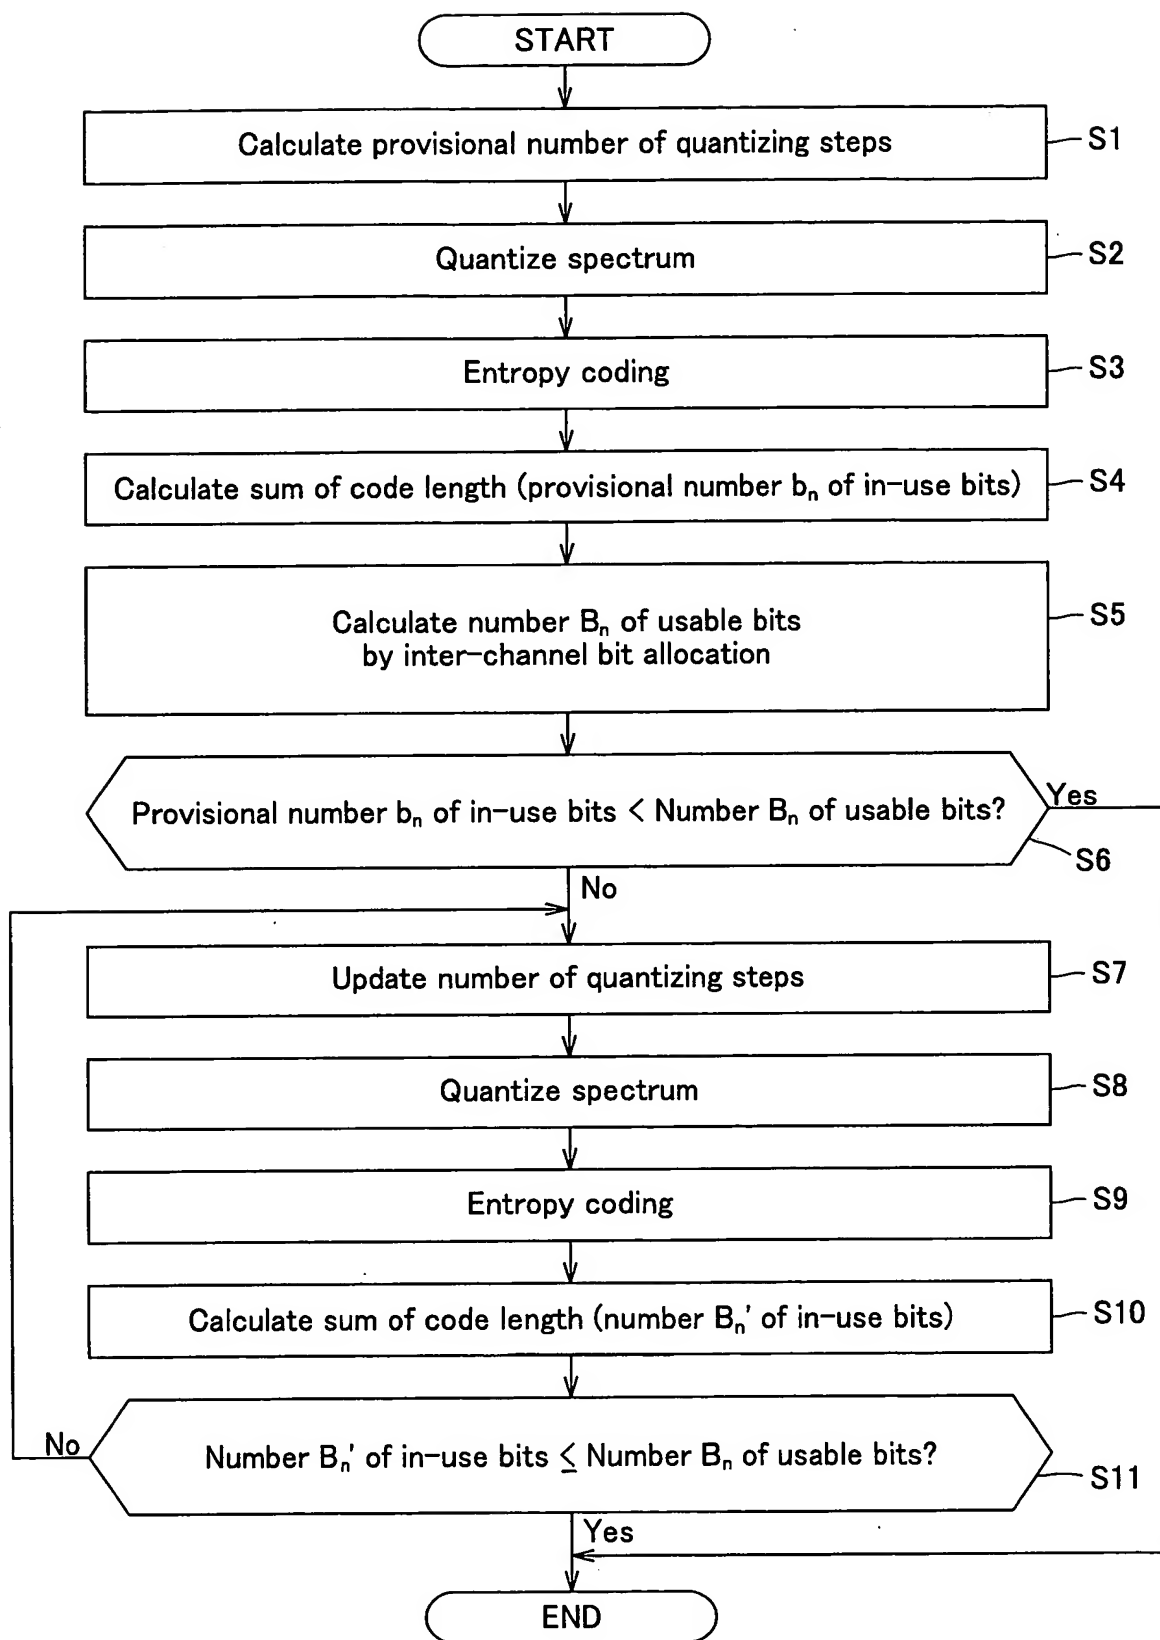 START
Calculate provisional number of quantizing steps
S1
Quantize spectrum
S2
Entropy coding
S3
Calculate sum of code length (provisional number bₙ of in-use bits)
S4
Calculate number Bₙ of usable bits
by inter-channel bit allocation
S5
Provisional number bₙ of in-use bits < Number Bₙ of usable bits?
Yes
S6
No
Update number of quantizing steps
S7
Quantize spectrum
S8
Entropy coding
S9
Calculate sum of code length (number Bₙ' of in-use bits)
S10
No
Number Bₙ' of in-use bits ≤ Number Bₙ of usable bits?
S11
Yes
END